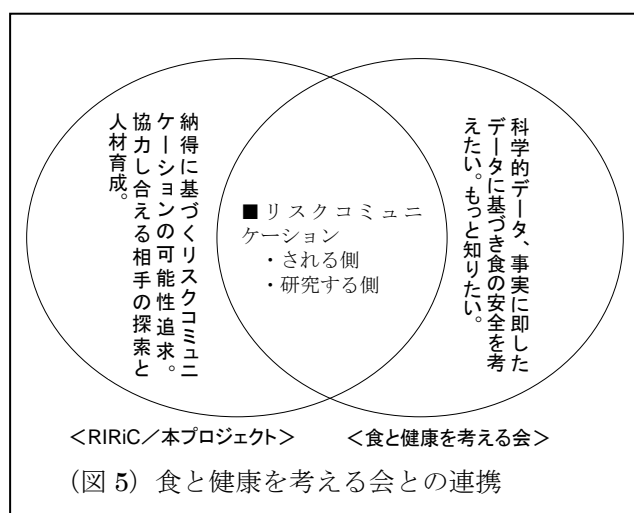 納得に基づくリスクコミュニ
ケーションの可能性追求。
協力し合える相手の探索と
人材育成。
■リスクコミュニ
ケーション
・される側
・研究する側
科学的データ、事実に即した
データに基づき食の安全を考
えたい。もっと知りたい。
＜RIRiC／本プロジェクト＞
＜食と健康を考える会＞
（図 5）食と健康を考える会との連携